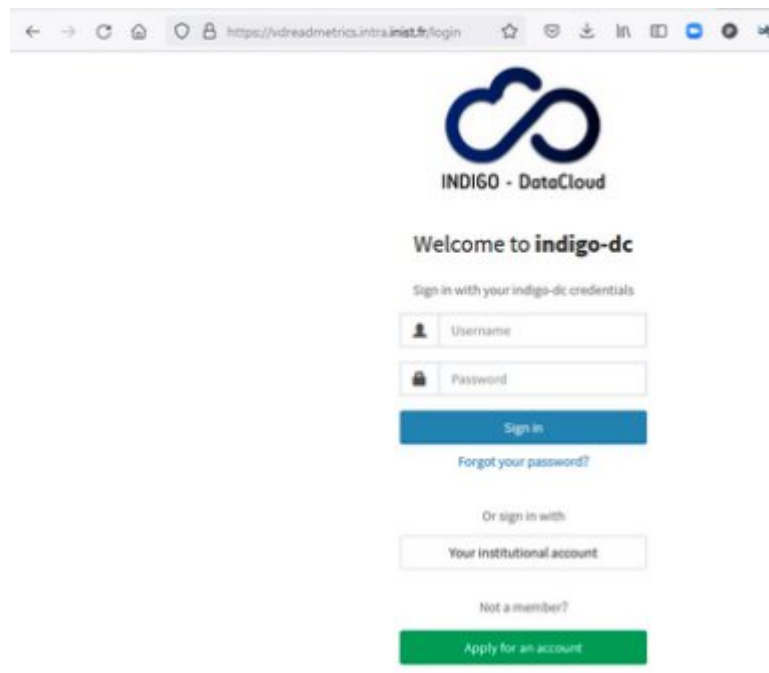 https://vdreadmetrics.intra.inist.fr/login
INDIGO - DataCloud
Welcome to indigo-dc
Sign in with your indigo-dc credentials
Username
Password
Sign in
Forgot your password?
Or sign in with
Your institutional account
Not a member?
Apply for an account